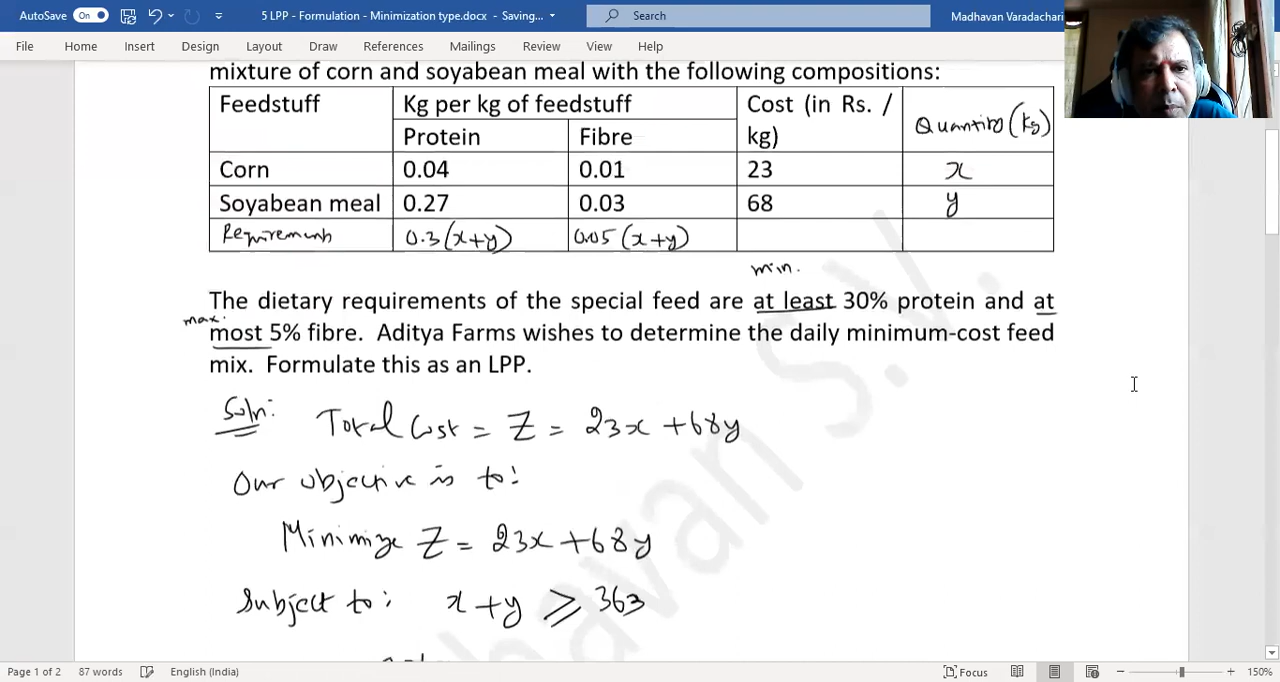 AutoSave On 5 LPP - Formulation - Minimization type.docx - Saving... Search Madhavan Varadachari
File Home Insert Design Layout Draw References Mailings Review View Help
mixture of corn and soyabean meal with the following compositions:
Feedstuff Kg per kg of feedstuff Cost (in Rs. / kg) Quantity (kg)
Protein Fibre
Corn 0.04 0.01 23 x
Soyabean meal 0.27 0.03 68 y
Requirements 0.3(x+y) 0.05(x+y)
min.
The dietary requirements of the special feed are at least 30% protein and at
max.
most 5% fibre. Aditya Farms wishes to determine the daily minimum-cost feed
mix. Formulate this as an LPP.
Soln: Total Cost = Z = 23x + 68y
Our objective is to:
Minimize Z = 23x + 68y
Subject to: x + y ≥ 363
Madhavan S.V.
Page 1 of 2 87 words English (India) Focus 150%